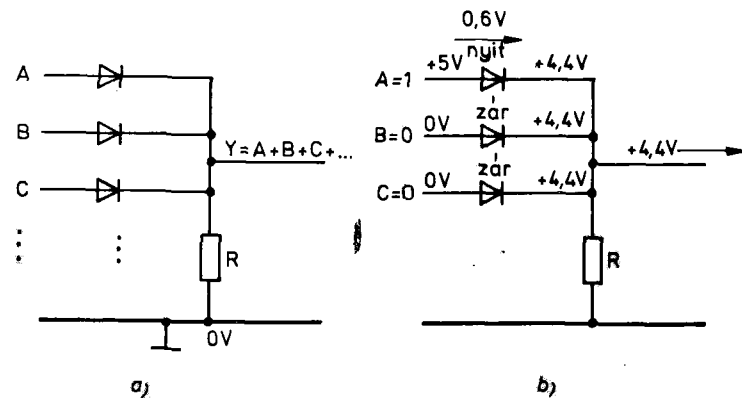 A
B
C
Y=A+B+C+...
R
0V
a)
0,6V
nyit
A=1 +5V +4,4V
zár
B=0 0V +4,4V
zár
C=0 0V +4,4V
+4,4V
R
b)